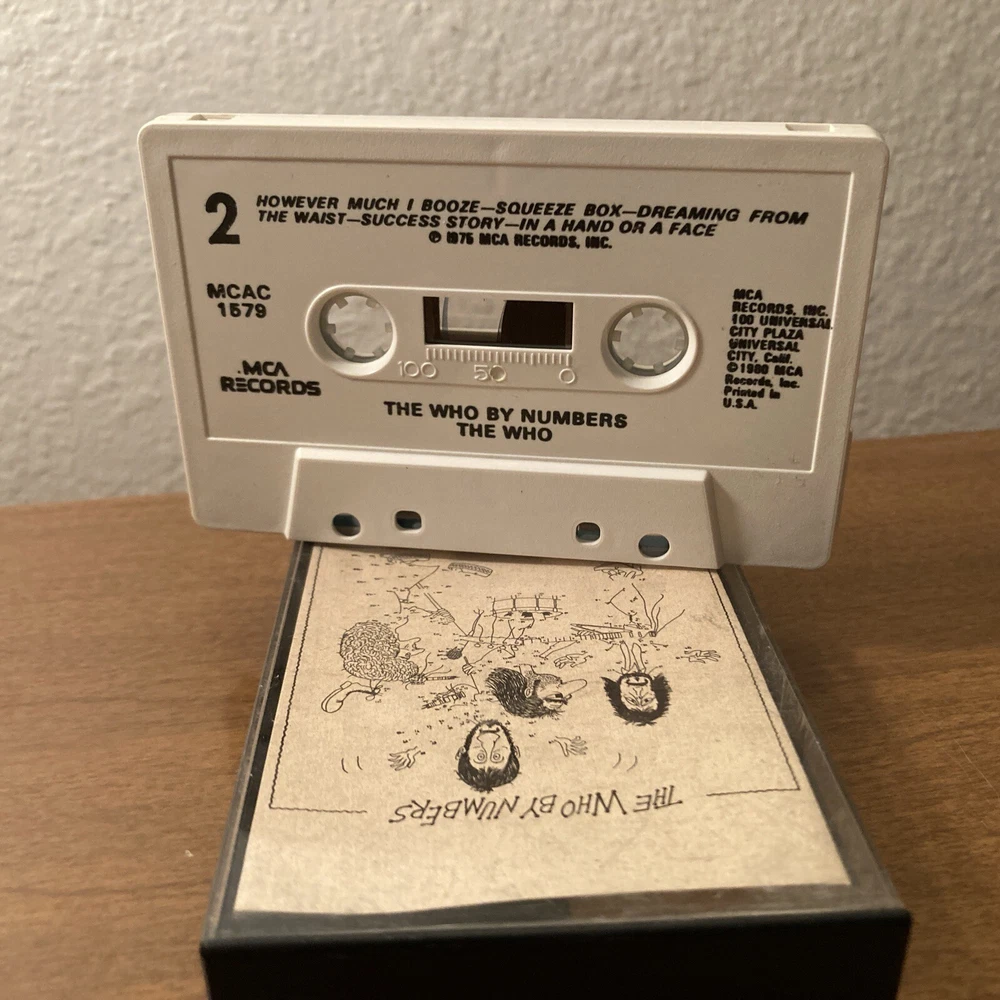 2
HOWEVER MUCH I BOOZE—SQUEEZE BOX—DREAMING FROM
THE WAIST—SUCCESS STORY—IN A HAND OR A FACE
℗ 1975 MCA RECORDS, INC.
MCAC
1579
MCA
RECORDS
100 50 0
MCA
RECORDS, INC.
100 UNIVERSAL
CITY PLAZA
UNIVERSAL
CITY, Calif.
©1980 MCA
Records, Inc.
Printed in
U.S.A.
THE WHO BY NUMBERS
THE WHO
THE WHO BY NUMBERS